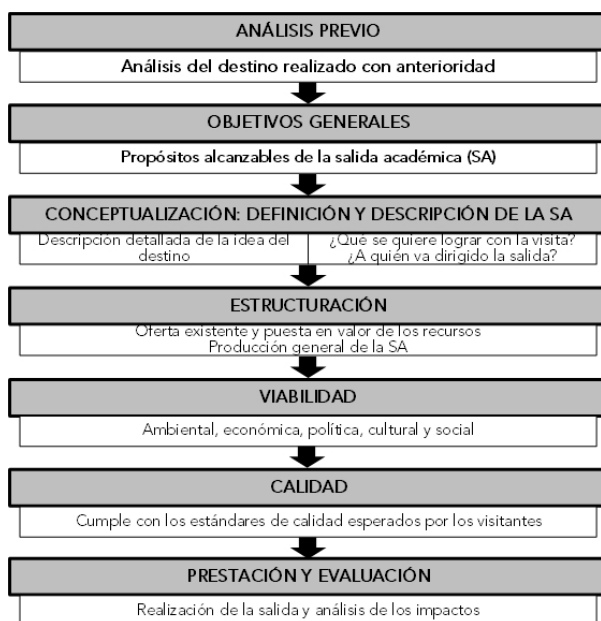 ANÁLISIS PREVIO
Análisis del destino realizado con anterioridad
OBJETIVOS GENERALES
Propósitos alcanzables de la salida académica (SA)
CONCEPTUALIZACIÓN: DEFINICIÓN Y DESCRIPCIÓN DE LA SA
Descripción detallada de la idea del
destino
¿Qué se quiere lograr con la visita?
¿A quién va dirigido la salida?
ESTRUCTURACIÓN
Oferta existente y puesta en valor de los recursos
Producción general de la SA
VIABILIDAD
Ambiental, económica, política, cultural y social
CALIDAD
Cumple con los estándares de calidad esperados por los visitantes
PRESTACIÓN Y EVALUACIÓN
Realización de la salida y análisis de los impactos